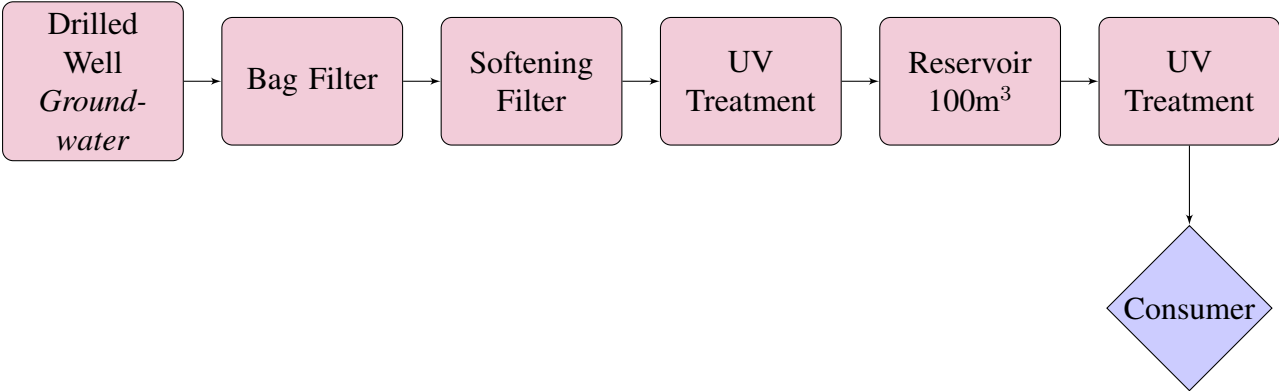 Drilled
Well
Ground-
water
Bag Filter
Softening
Filter
UV
Treatment
Reservoir
100m³
UV
Treatment
Consumer